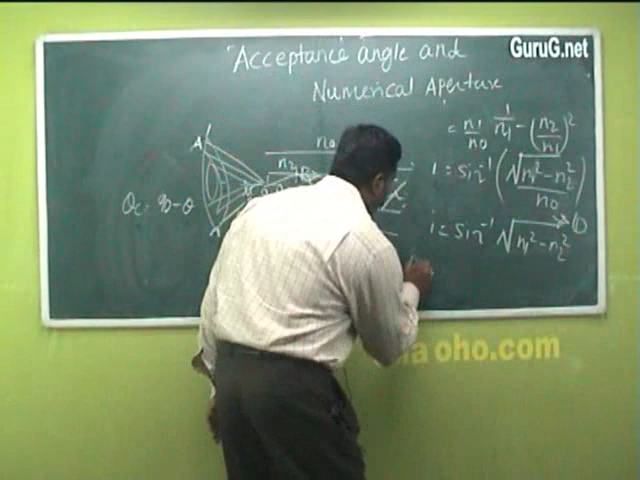 Acceptance angle and
GuruG.net
Numerical Aperture
= n1/n0 1/n1 - (n2/n1)²
n0
A
n2
i = sin⁻¹ (√n1² - n2² / n0)
B
θc = 90 - θ
→ (1)
i = sin⁻¹ √n1² - n2²
oho.com